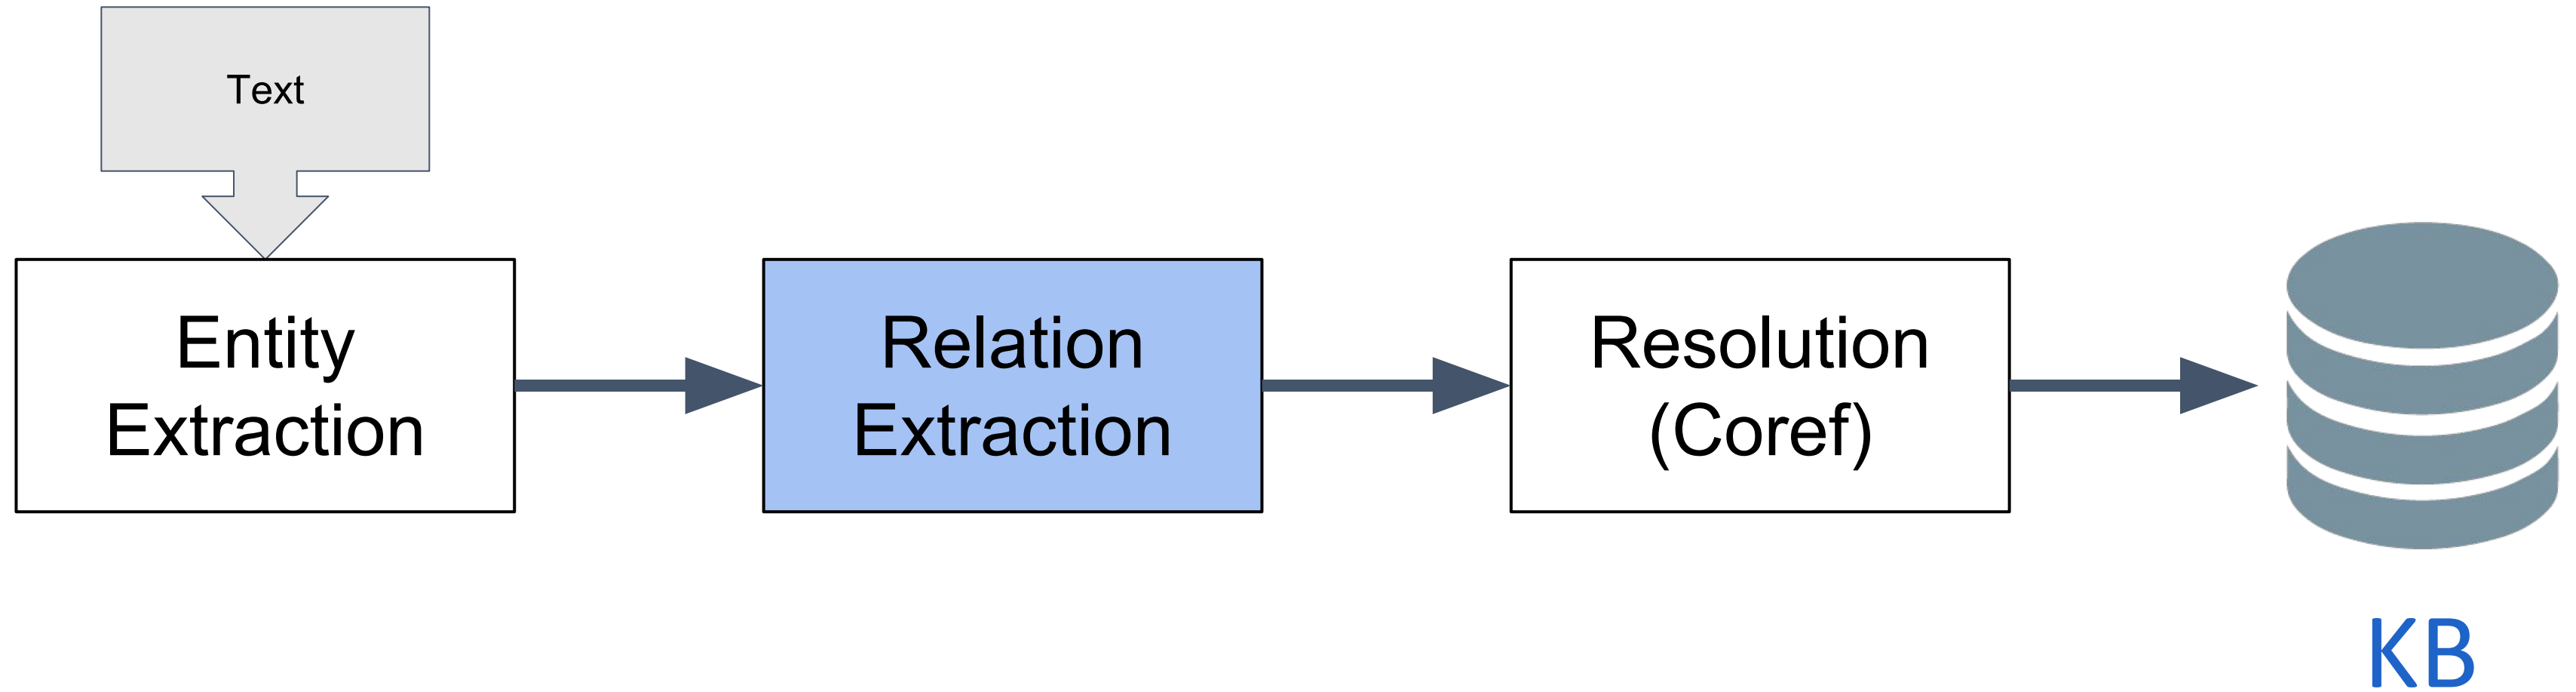 Text
Entity
Extraction
Relation
Extraction
Resolution
(Coref)
KB